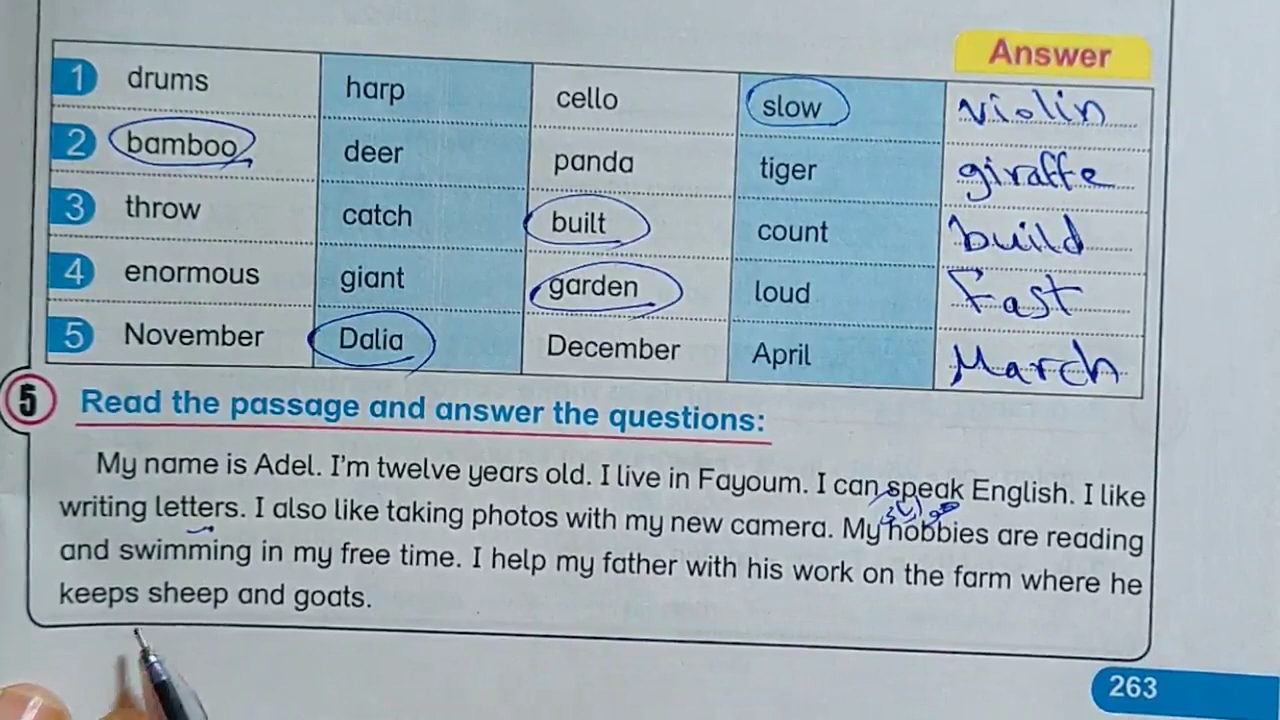 Answer
1 drums harp cello slow violin
2 bamboo deer panda tiger giraffe
3 throw catch built count build
4 enormous giant garden loud Fast
5 November Dalia December April March
5 Read the passage and answer the questions:
My name is Adel. I'm twelve years old. I live in Fayoum. I can speak English. I like
writing letters. I also like taking photos with my new camera. My hobbies are reading
and swimming in my free time. I help my father with his work on the farm where he
keeps sheep and goats.
263